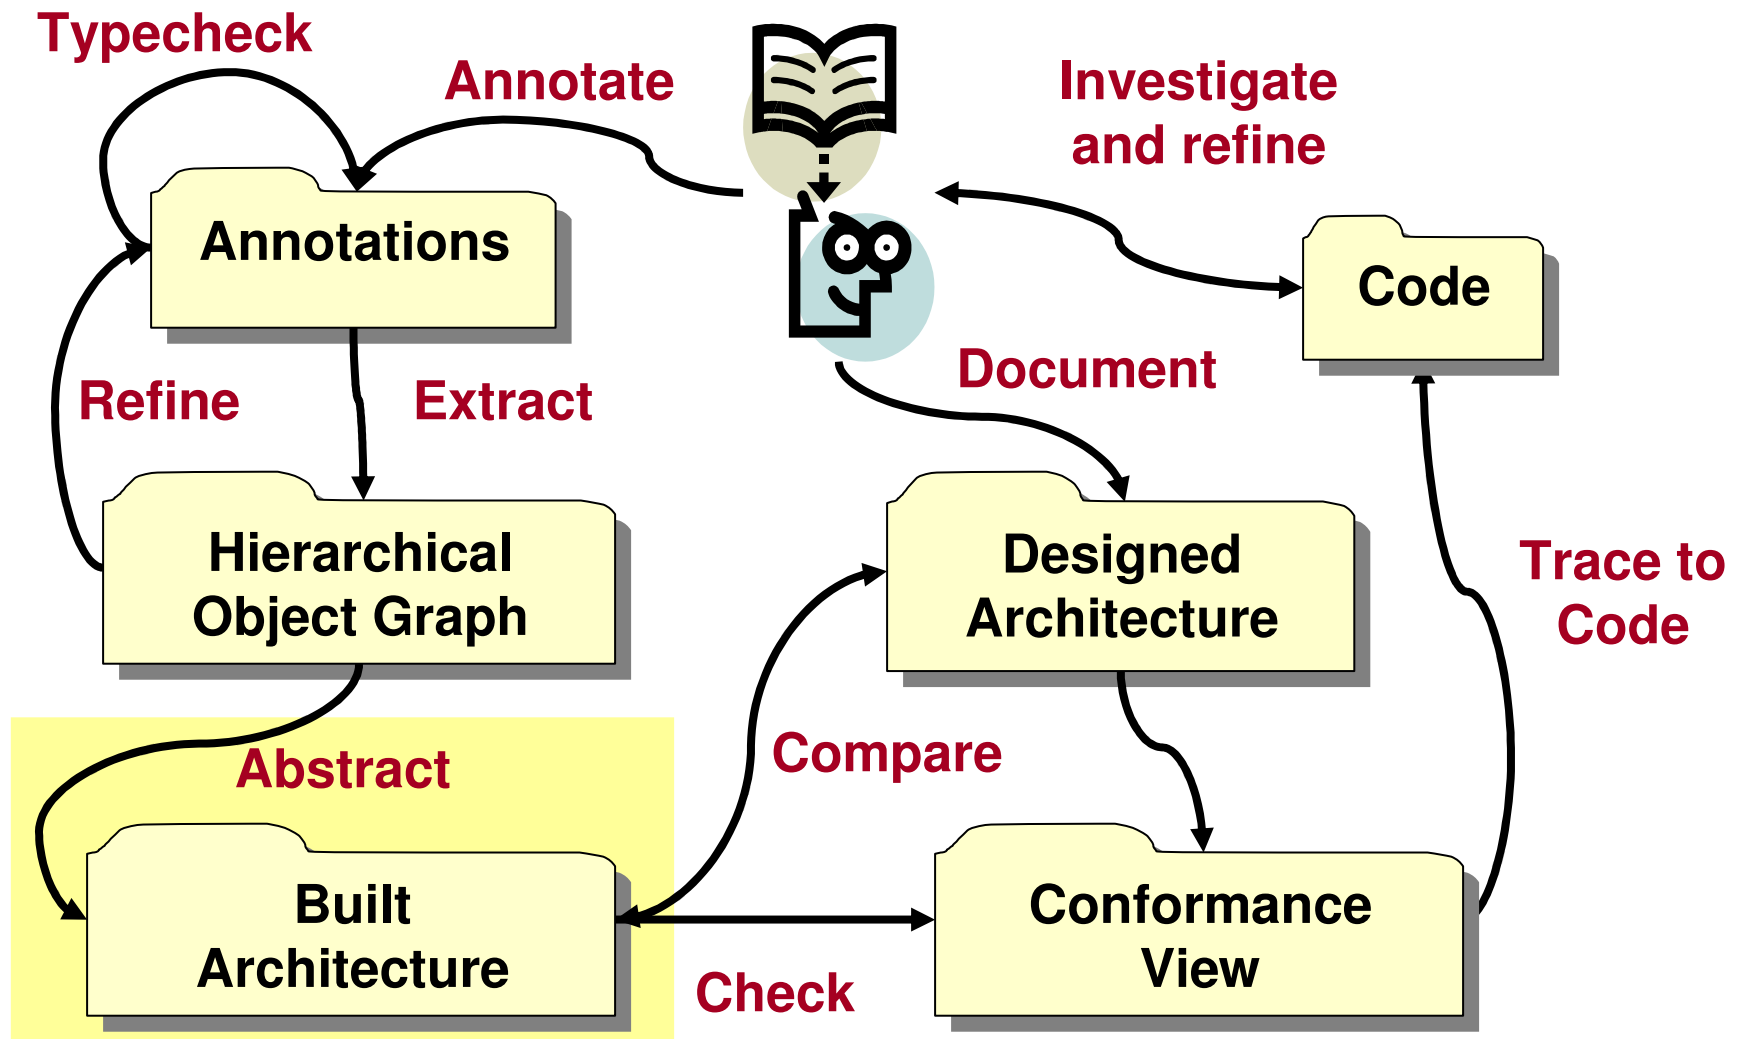 Typecheck
Annotate
Investigate
and refine
Annotations
Code
Document
Refine
Extract
Hierarchical
Object Graph
Designed
Architecture
Trace to
Code
Abstract
Compare
Built
Architecture
Conformance
View
Check